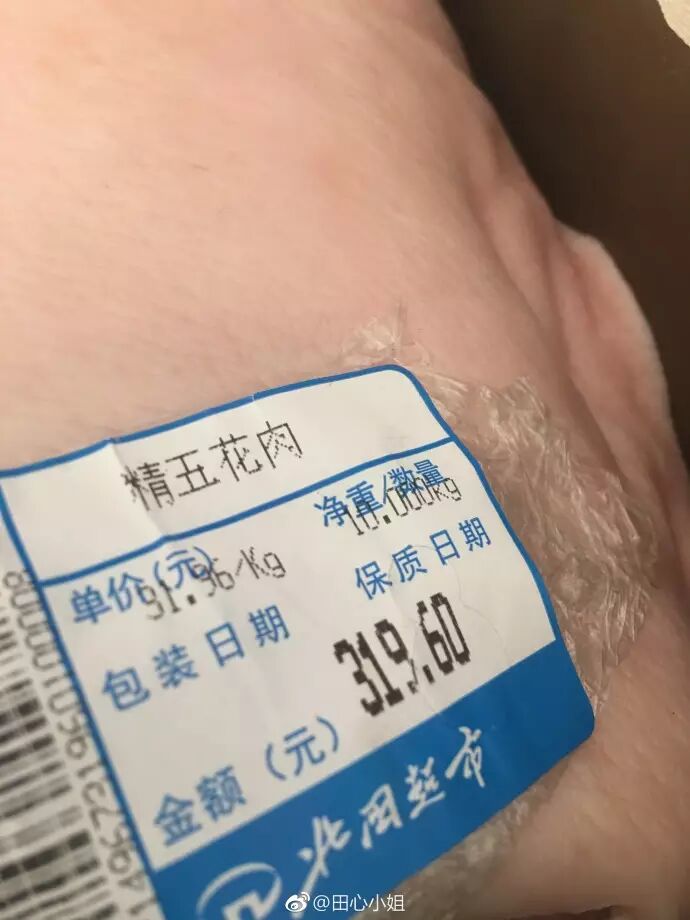 精五花肉
单价(元) 净重/数量
31.96/Kg 10.000Kg
包装日期 保质日期
金额(元) 319.60
北国超市
@田心小姐